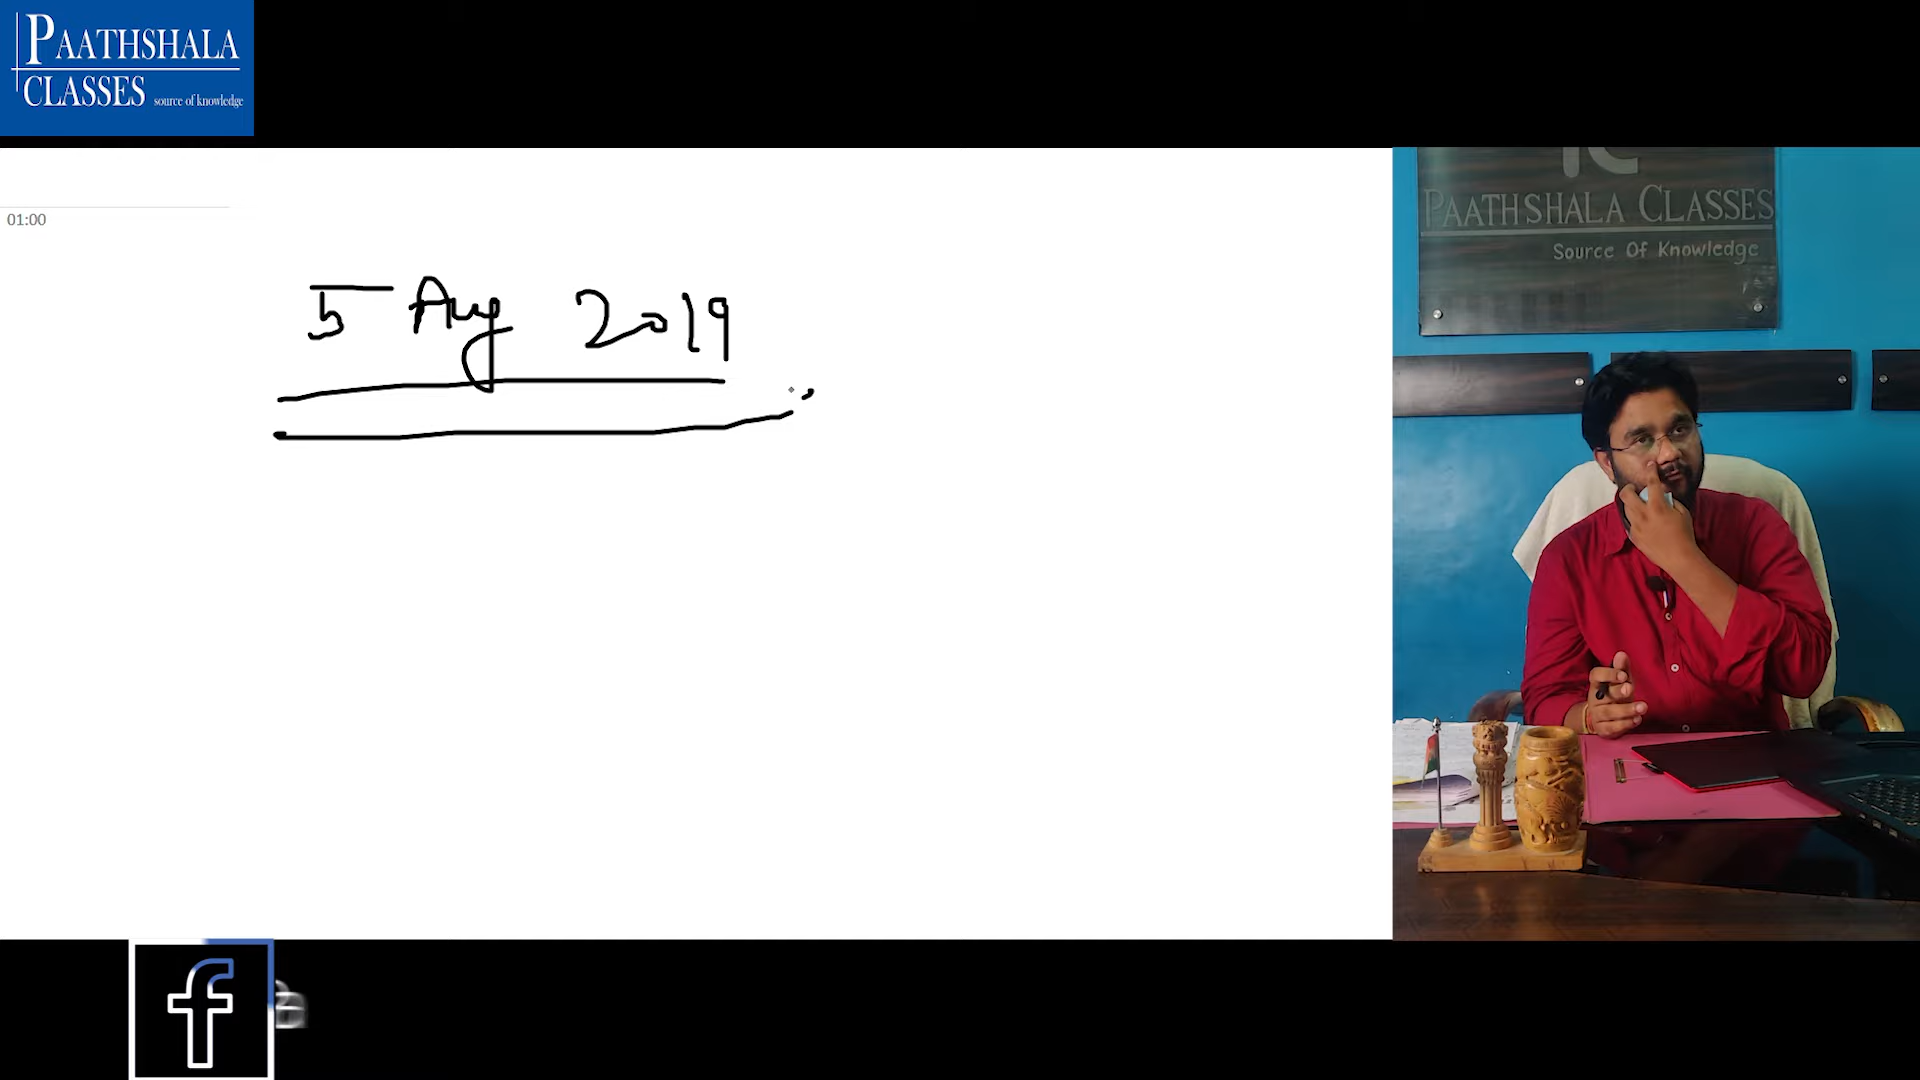 PAATHSHALA
CLASSES source of knowledge
01:00
5 Aug 2019
PAATHSHALA CLASSES
Source Of Knowledge